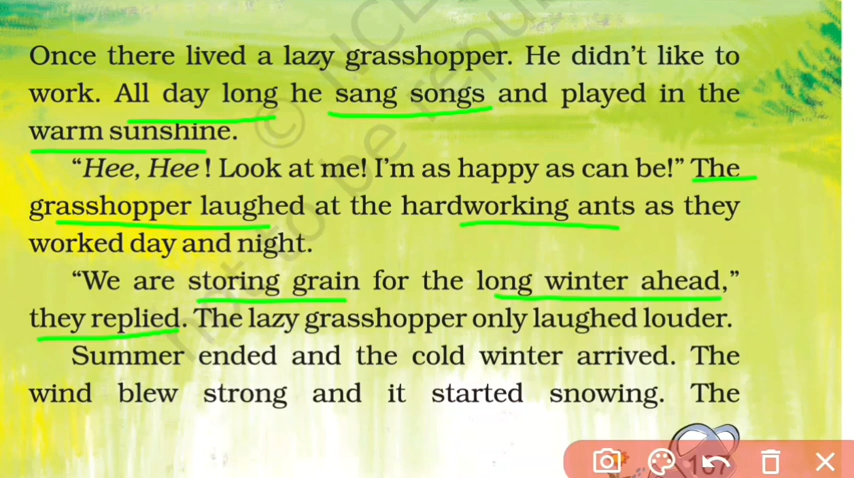 Once there lived a lazy grasshopper. He didn't like to
work. All day long he sang songs and played in the
warm sunshine.
"Hee, Hee! Look at me! I'm as happy as can be!" The
grasshopper laughed at the hardworking ants as they
worked day and night.
"We are storing grain for the long winter ahead,"
they replied. The lazy grasshopper only laughed louder.
Summer ended and the cold winter arrived. The
wind blew strong and it started snowing. The
107